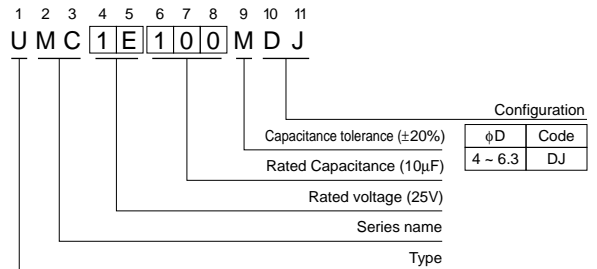 1 2 3 4 5 6 7 8 9 10 11
U M C 1 E 1 0 0 M D J
Configuration
Capacitance tolerance (±20%)
ϕD Code
4 ~ 6.3 DJ
Rated Capacitance (10μF)
Rated voltage (25V)
Series name
Type